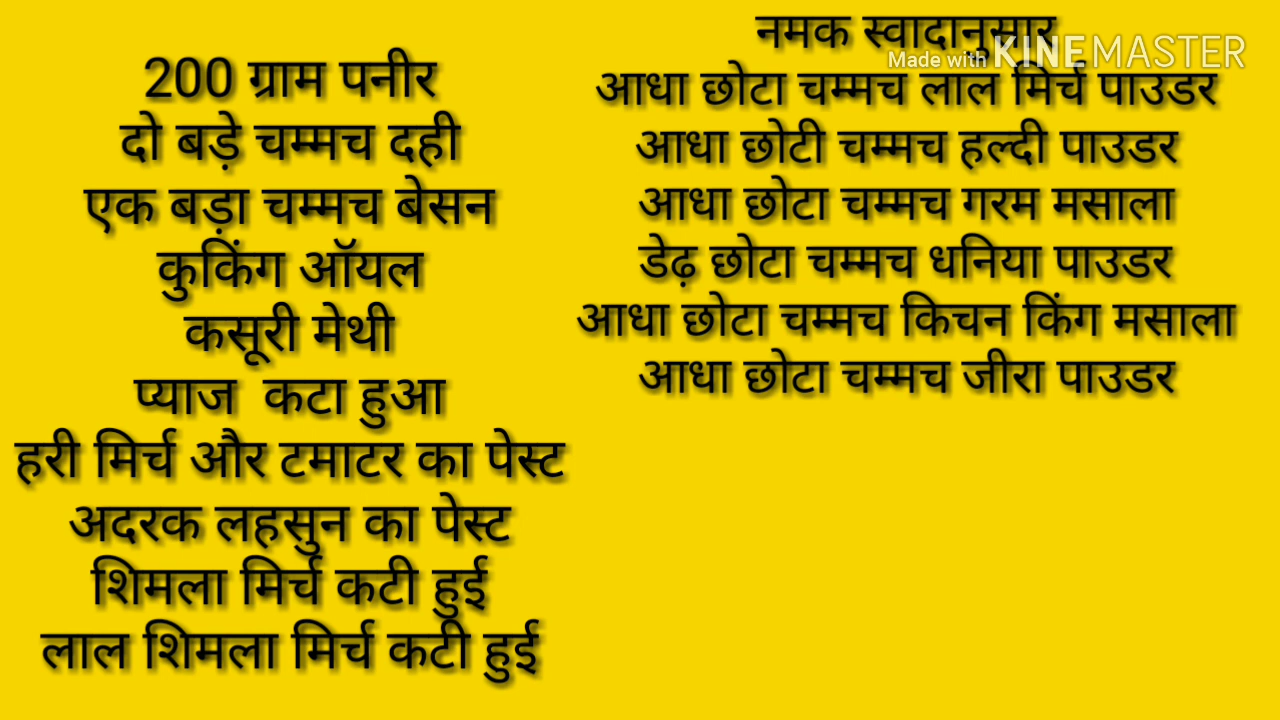 200 ग्राम पनीर
दो बड़े चम्मच दही
एक बड़ा चम्मच बेसन
कुकिंग ऑयल
कसूरी मेथी
प्याज कटा हुआ
हरी मिर्च और टमाटर का पेस्ट
अदरक लहसुन का पेस्ट
शिमला मिर्च कटी हुई
लाल शिमला मिर्च कटी हुई
नमक स्वादानुसार
Made with KINEMASTER
आधा छोटा चम्मच लाल मिर्च पाउडर
आधा छोटी चम्मच हल्दी पाउडर
आधा छोटा चम्मच गरम मसाला
डेढ़ छोटा चम्मच धनिया पाउडर
आधा छोटा चम्मच किचन किंग मसाला
आधा छोटा चम्मच जीरा पाउडर